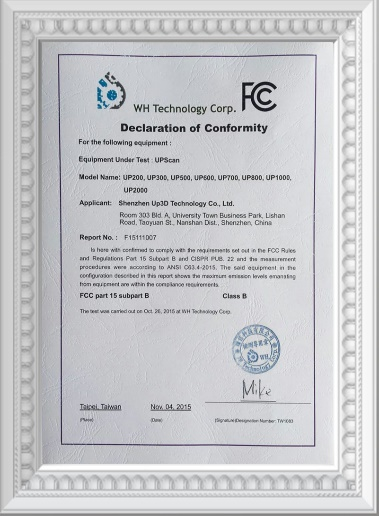 FCC
WH Technology Corp.
Declaration of Conformity
For the following equipment :
Equipment Under Test : UPScan
Model Name: UP200, UP300, UP500, UP600, UP700, UP800, UP1000,
UP2000
Applicant: Shenzhen Up3D Technology Co., Ltd.
Room 303 Bld. A, University Town Business Park, Lishan
Road, Taoyuan St., Nanshan Dist., Shenzhen, China
Report No. : F15111007
Is here with confirmed to comply with the requirements set out in the FCC Rules
and Regulations Part 15 Subpart B and CISPR PUB. 22 and the measurement
procedures were according to ANSI C63.4-2015. The said equipment in the
configuration described in this report shows the maximum emission levels emanating
from equipment are within the compliance requirements.
FCC part 15 subpart B Class B
The test was carried out on Oct. 26, 2015 at WH Technology Corp.
WH
Technology
Mike
Taipei, Taiwan Nov. 04, 2015
(Place) (Date) (Signature)Designation Number: TW1083